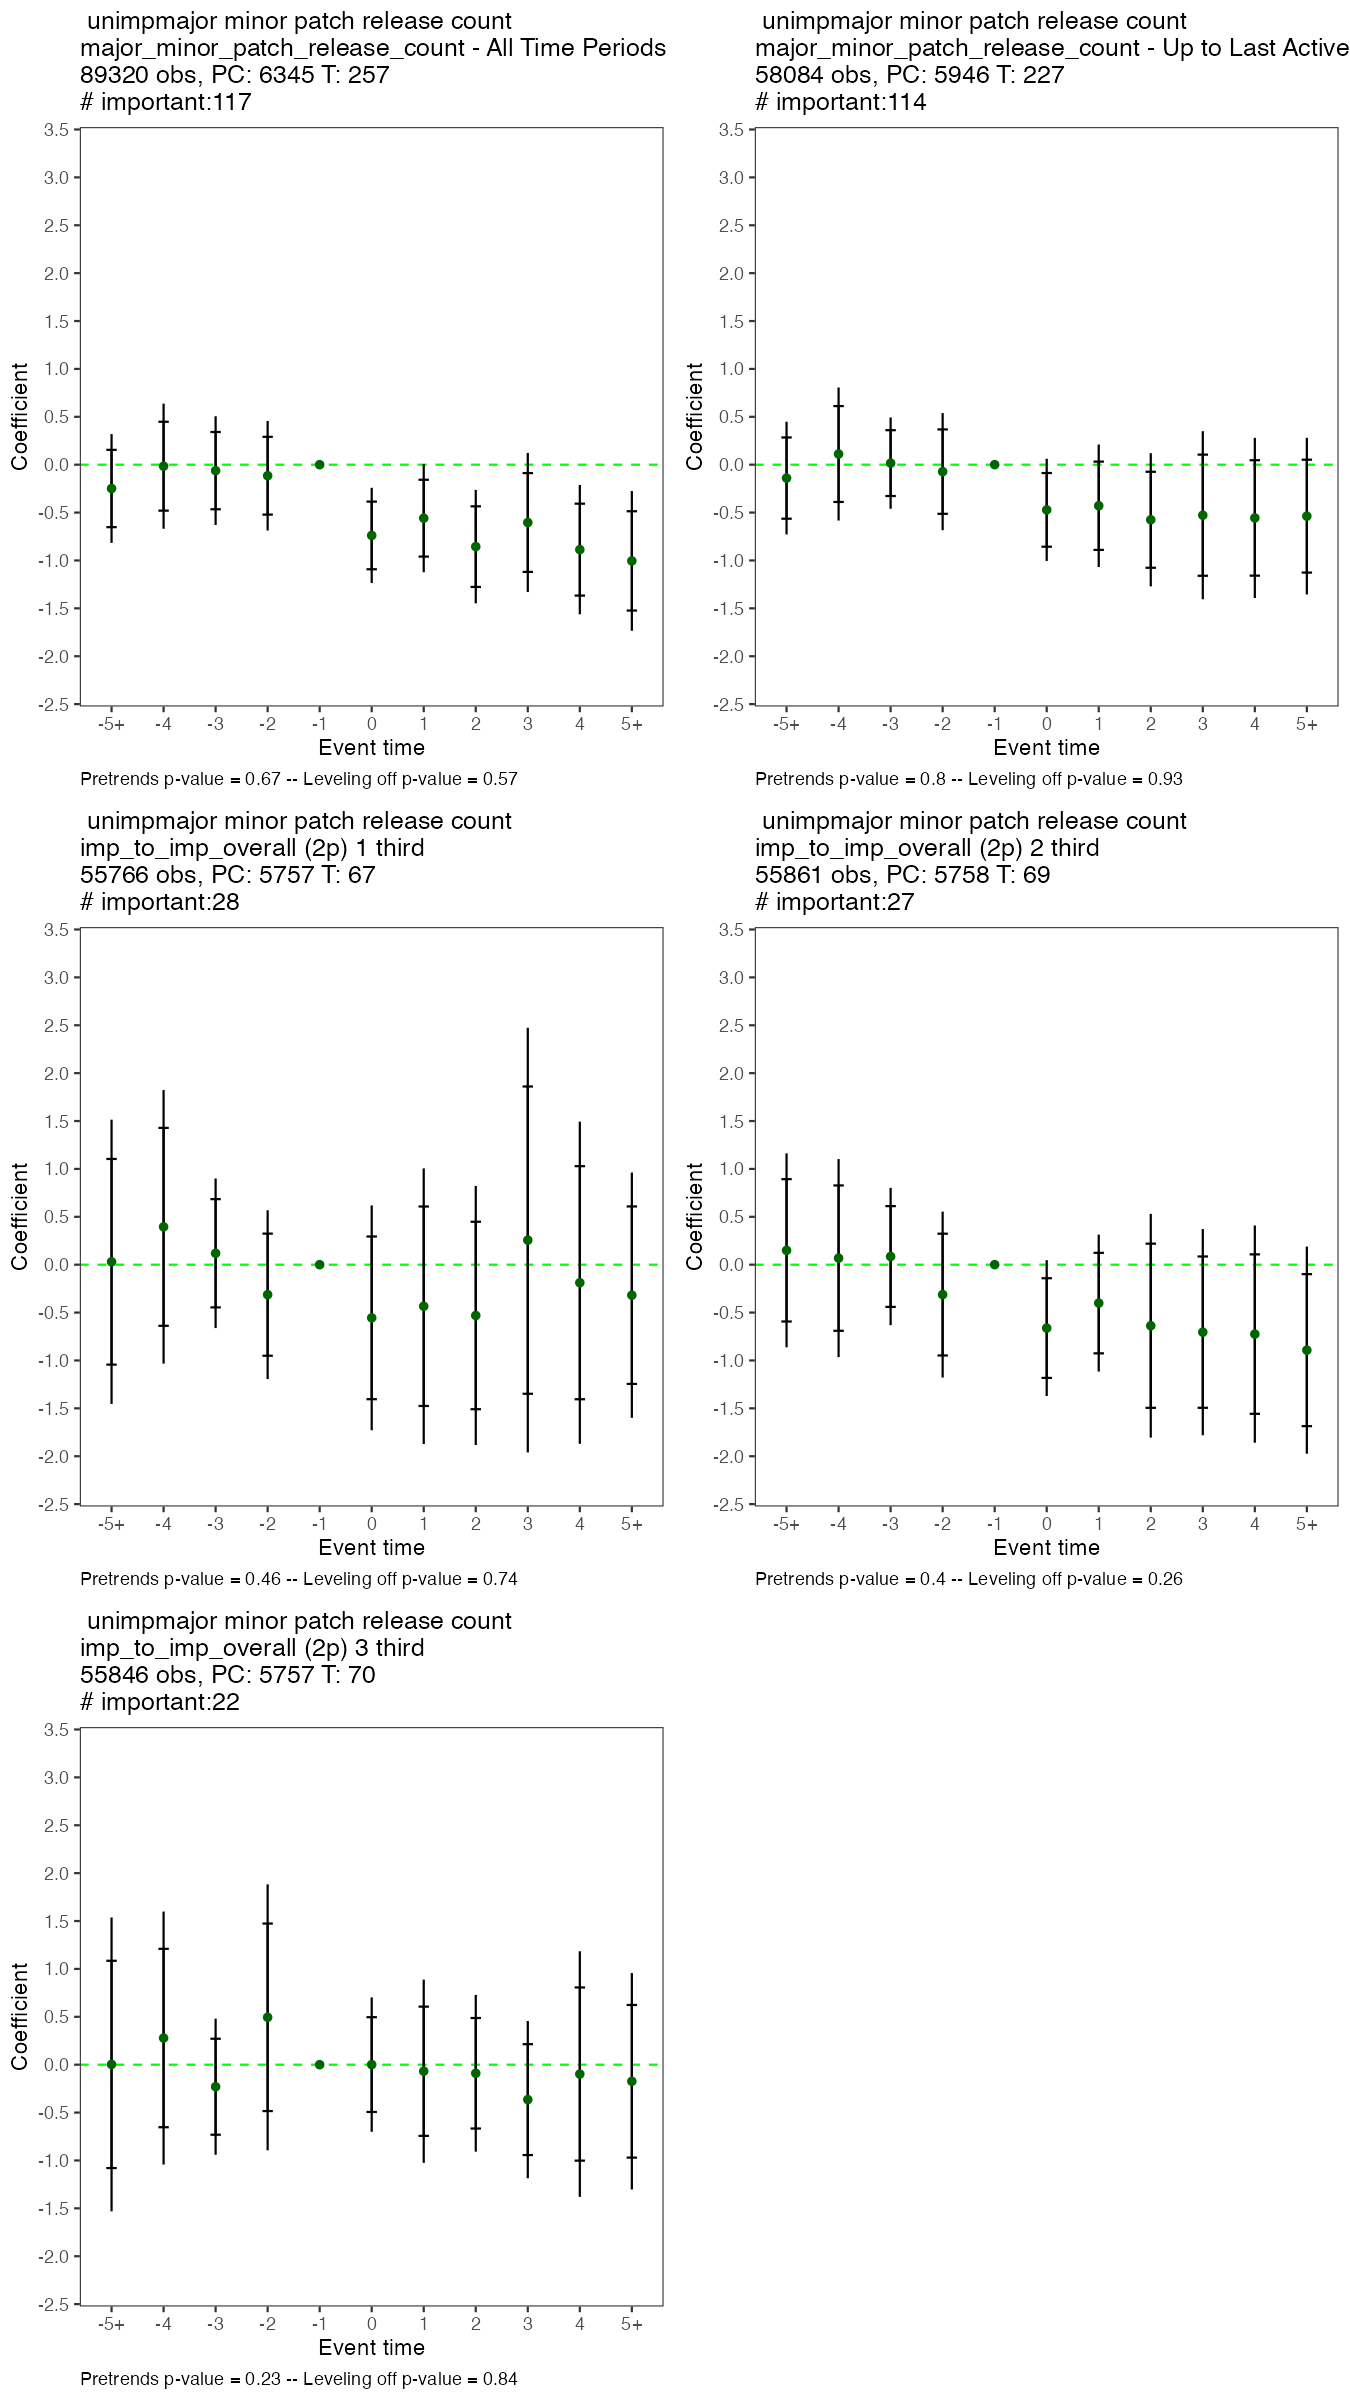 unimpmajor minor patch release count
major_minor_patch_release_count - All Time Periods
89320 obs, PC: 6345 T: 257
# important:117
3.5
3.0
2.5
2.0
1.5
1.0
0.5
0.0
-0.5
-1.0
-1.5
-2.0
-2.5
Coefficient
-5+ -4 -3 -2 -1 0 1 2 3 4 5+
Event time
Pretrends p-value = 0.67 -- Leveling off p-value = 0.57
unimpmajor minor patch release count
major_minor_patch_release_count - Up to Last Active
58084 obs, PC: 5946 T: 227
# important:114
3.5
3.0
2.5
2.0
1.5
1.0
0.5
0.0
-0.5
-1.0
-1.5
-2.0
-2.5
Coefficient
-5+ -4 -3 -2 -1 0 1 2 3 4 5+
Event time
Pretrends p-value = 0.8 -- Leveling off p-value = 0.93
unimpmajor minor patch release count
imp_to_imp_overall (2p) 1 third
55766 obs, PC: 5757 T: 67
# important:28
3.5
3.0
2.5
2.0
1.5
1.0
0.5
0.0
-0.5
-1.0
-1.5
-2.0
-2.5
Coefficient
-5+ -4 -3 -2 -1 0 1 2 3 4 5+
Event time
Pretrends p-value = 0.46 -- Leveling off p-value = 0.74
unimpmajor minor patch release count
imp_to_imp_overall (2p) 2 third
55861 obs, PC: 5758 T: 69
# important:27
3.5
3.0
2.5
2.0
1.5
1.0
0.5
0.0
-0.5
-1.0
-1.5
-2.0
-2.5
Coefficient
-5+ -4 -3 -2 -1 0 1 2 3 4 5+
Event time
Pretrends p-value = 0.4 -- Leveling off p-value = 0.26
unimpmajor minor patch release count
imp_to_imp_overall (2p) 3 third
55846 obs, PC: 5757 T: 70
# important:22
3.5
3.0
2.5
2.0
1.5
1.0
0.5
0.0
-0.5
-1.0
-1.5
-2.0
-2.5
Coefficient
-5+ -4 -3 -2 -1 0 1 2 3 4 5+
Event time
Pretrends p-value = 0.23 -- Leveling off p-value = 0.84